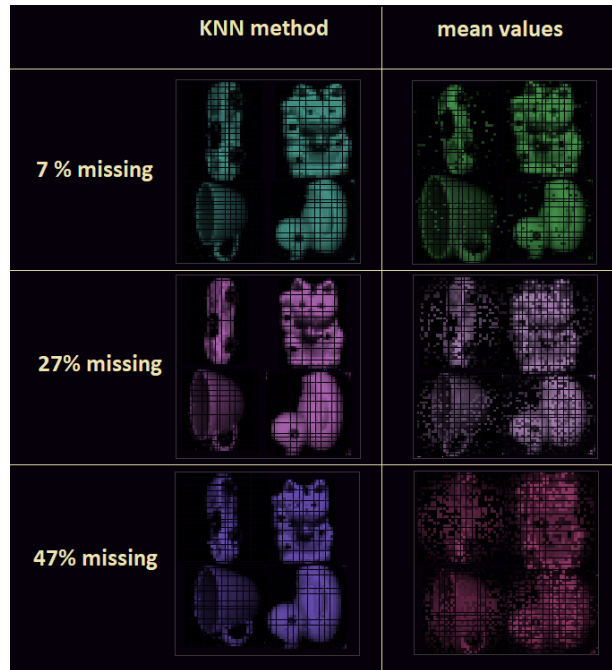 KNN method
mean values
7 % missing
27% missing
47% missing